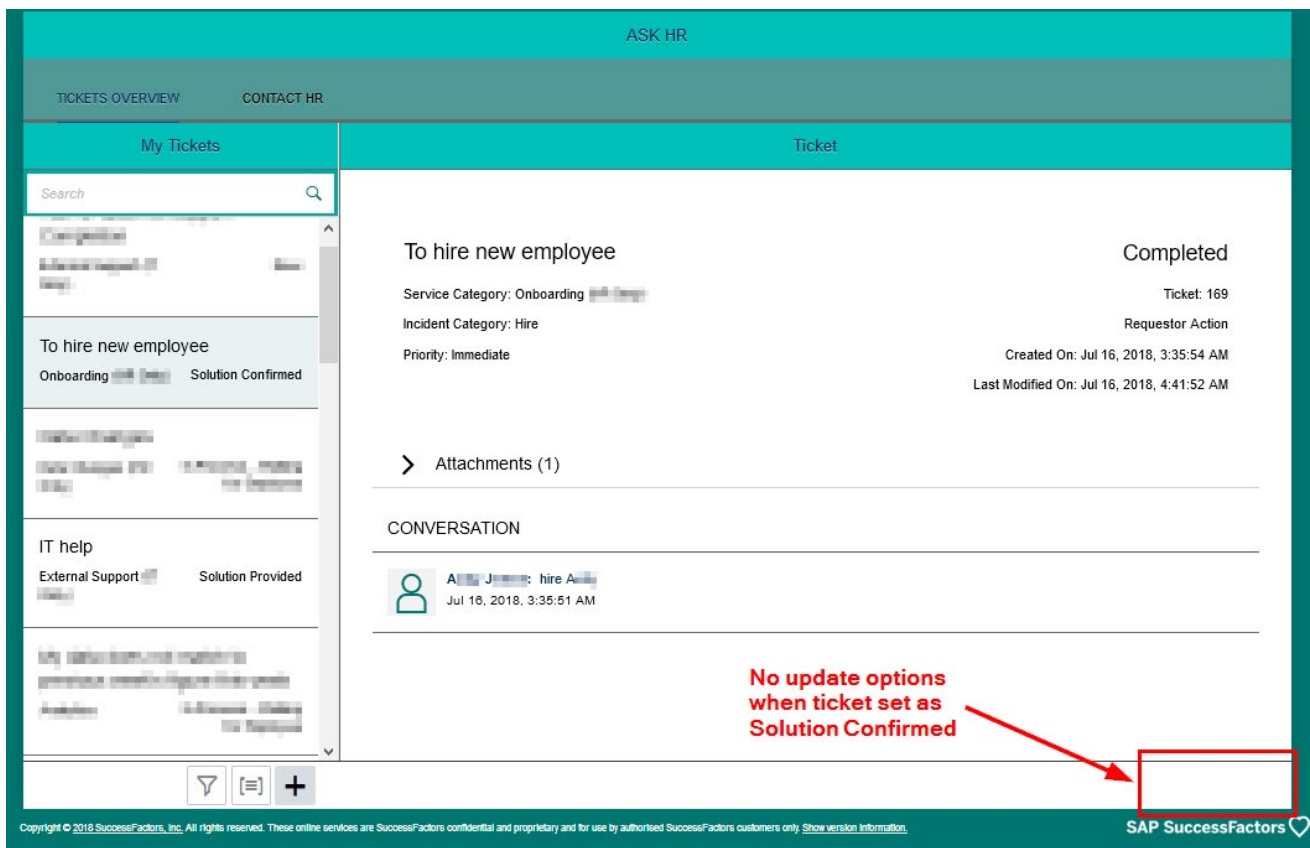 ASK HR
TICKETS OVERVIEW CONTACT HR
My Tickets
Search
To hire new employee
Onboarding Solution Confirmed
IT help
External Support Solution Provided
Ticket
To hire new employee
Completed
Service Category: Onboarding
Ticket: 169
Incident Category: Hire
Requestor Action
Priority: Immediate
Created On: Jul 16, 2018, 3:35:54 AM
Last Modified On: Jul 16, 2018, 4:41:52 AM
Attachments (1)
CONVERSATION
hire
Jul 16, 2018, 3:35:51 AM
No update options
when ticket set as
Solution Confirmed
Copyright © 2018 SuccessFactors, Inc. All rights reserved. These online services are SuccessFactors confidential and proprietary and for use by authorised SuccessFactors customers only. Show version information.
SAP SuccessFactors